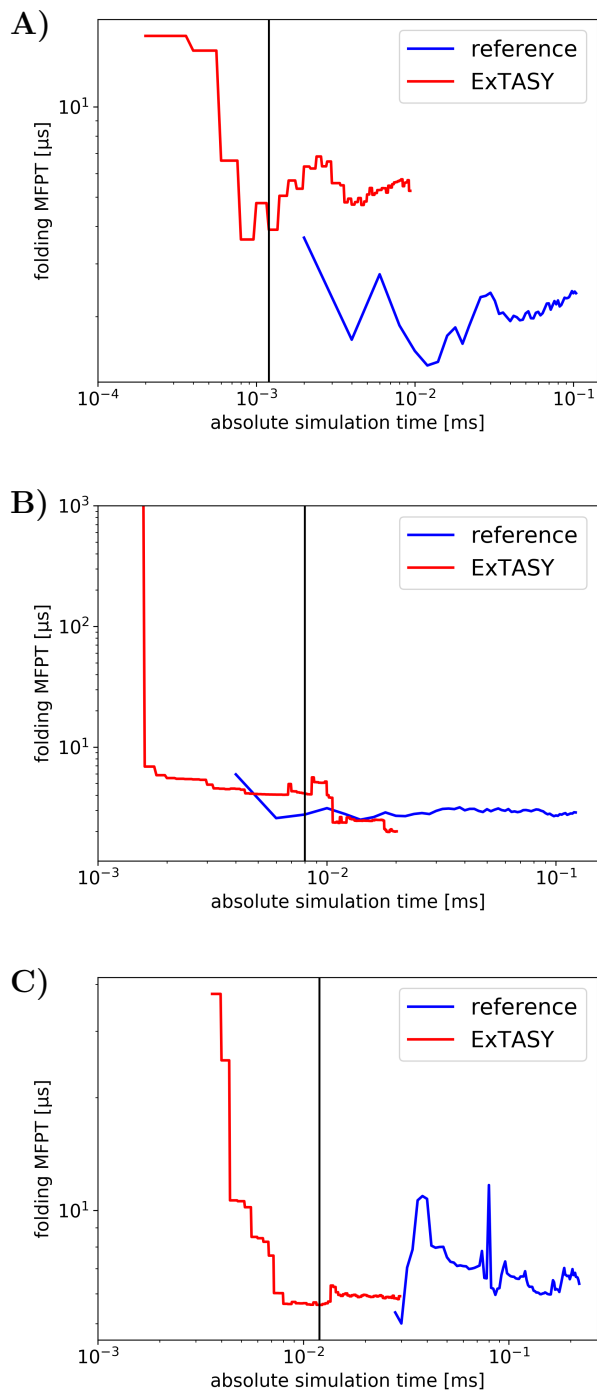 A)
reference
ExTASY
folding MFPT [µs]
10¹
10⁻⁴
10⁻³
10⁻²
10⁻¹
absolute simulation time [ms]
B)
reference
ExTASY
folding MFPT [µs]
10³
10²
10¹
10⁻³
10⁻²
10⁻¹
absolute simulation time [ms]
C)
reference
ExTASY
folding MFPT [µs]
10¹
10⁻³
10⁻²
10⁻¹
absolute simulation time [ms]